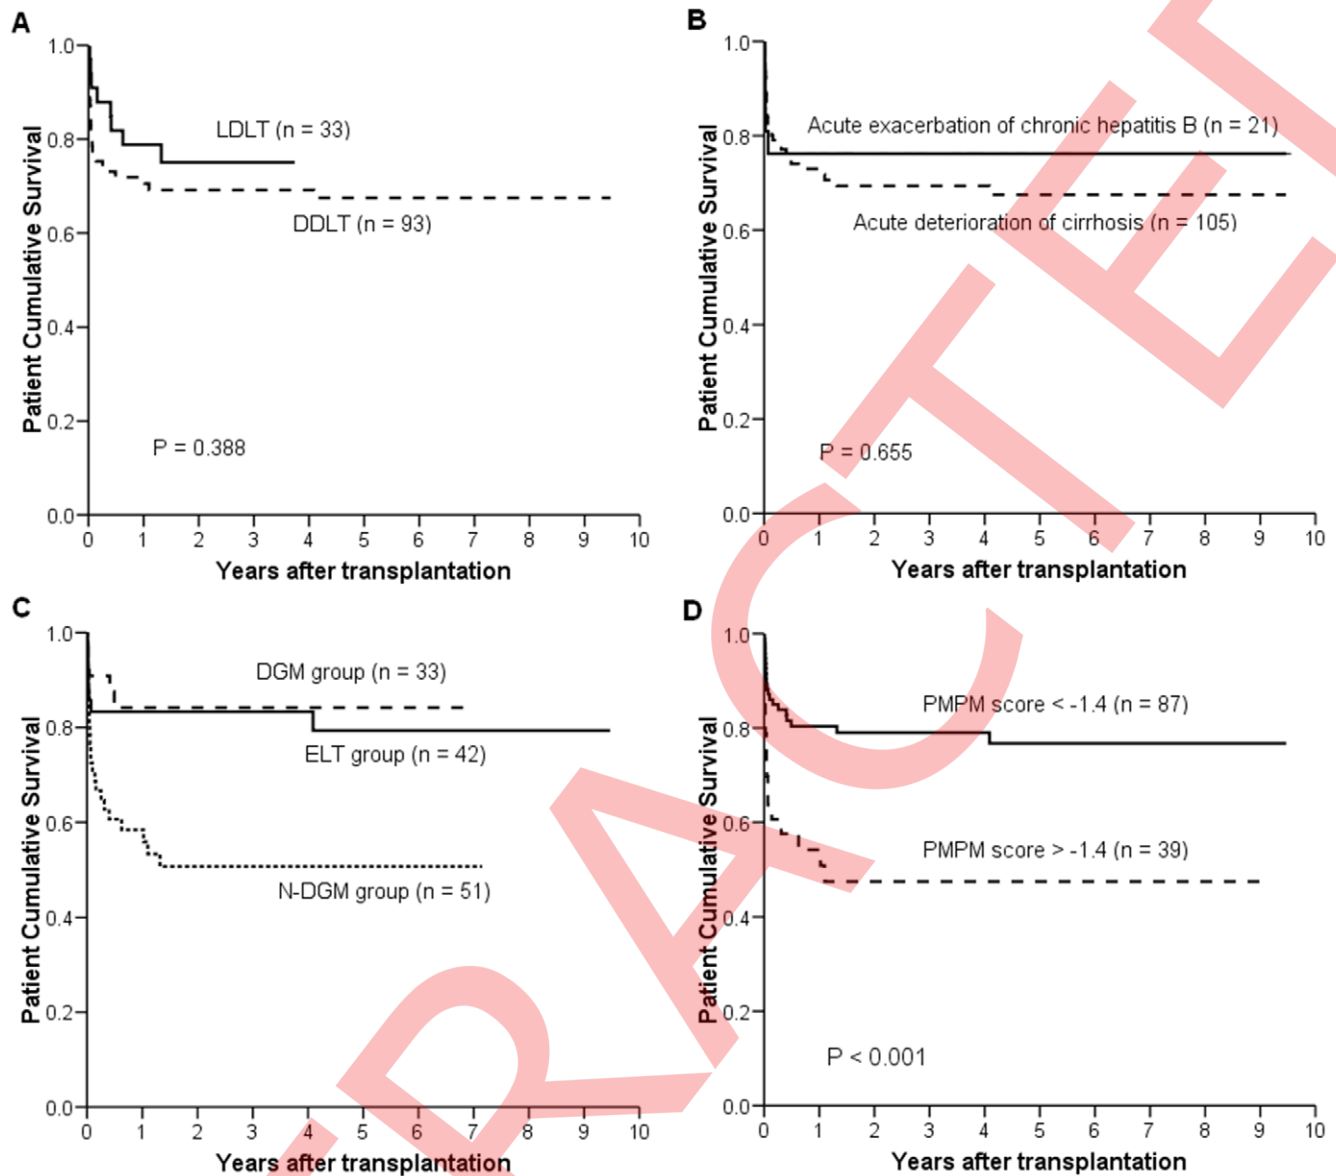 A
1.0
0.8
0.6
0.4
0.2
0.0
Patient Cumulative Survival
LDLT (n = 33)
DDLT (n = 93)
P = 0.388
0 1 2 3 4 5 6 7 8 9 10
Years after transplantation
B
1.0
0.8
0.6
0.4
0.2
0.0
Patient Cumulative Survival
Acute exacerbation of chronic hepatitis B (n = 21)
Acute deterioration of cirrhosis (n = 105)
P = 0.655
0 1 2 3 4 5 6 7 8 9 10
Years after transplantation
C
1.0
0.8
0.6
0.4
0.2
0.0
Patient Cumulative Survival
DGM group (n = 33)
ELT group (n = 42)
N-DGM group (n = 51)
0 1 2 3 4 5 6 7 8 9 10
Years after transplantation
D
1.0
0.8
0.6
0.4
0.2
0.0
Patient Cumulative Survival
PMPM score < -1.4 (n = 87)
PMPM score > -1.4 (n = 39)
P < 0.001
0 1 2 3 4 5 6 7 8 9 10
Years after transplantation